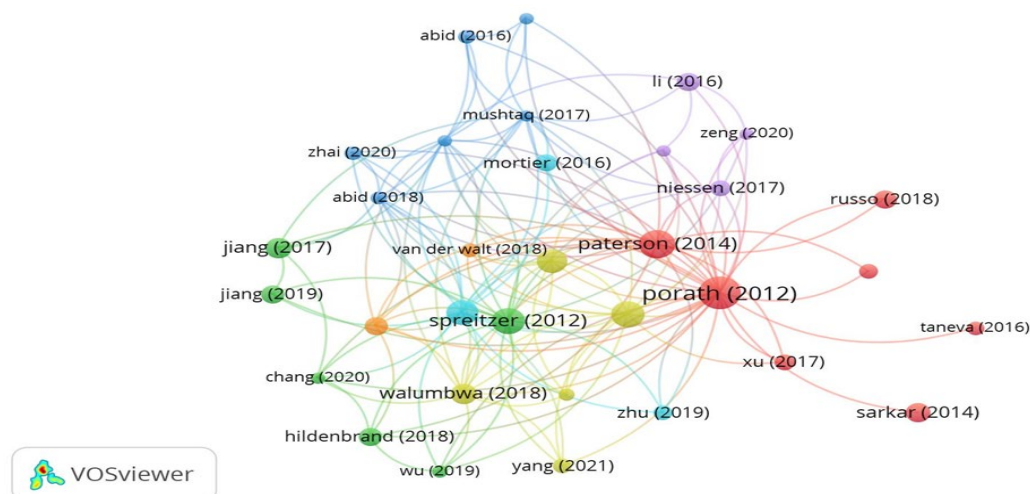 abid (2016)
li (2016)
mushtaq (2017)
zeng (2020)
zhai (2020)
mortier (2016)
niessen (2017)
abid (2018)
russo (2018)
jiang (2017)
van der walt (2018)
paterson (2014)
jiang (2019)
porath (2012)
spreitzer (2012)
taneva (2016)
xu (2017)
chang (2020)
walumbwa (2018)
zhu (2019)
sarkar (2014)
hildenbrand (2018)
wu (2019)
yang (2021)
VOSviewer